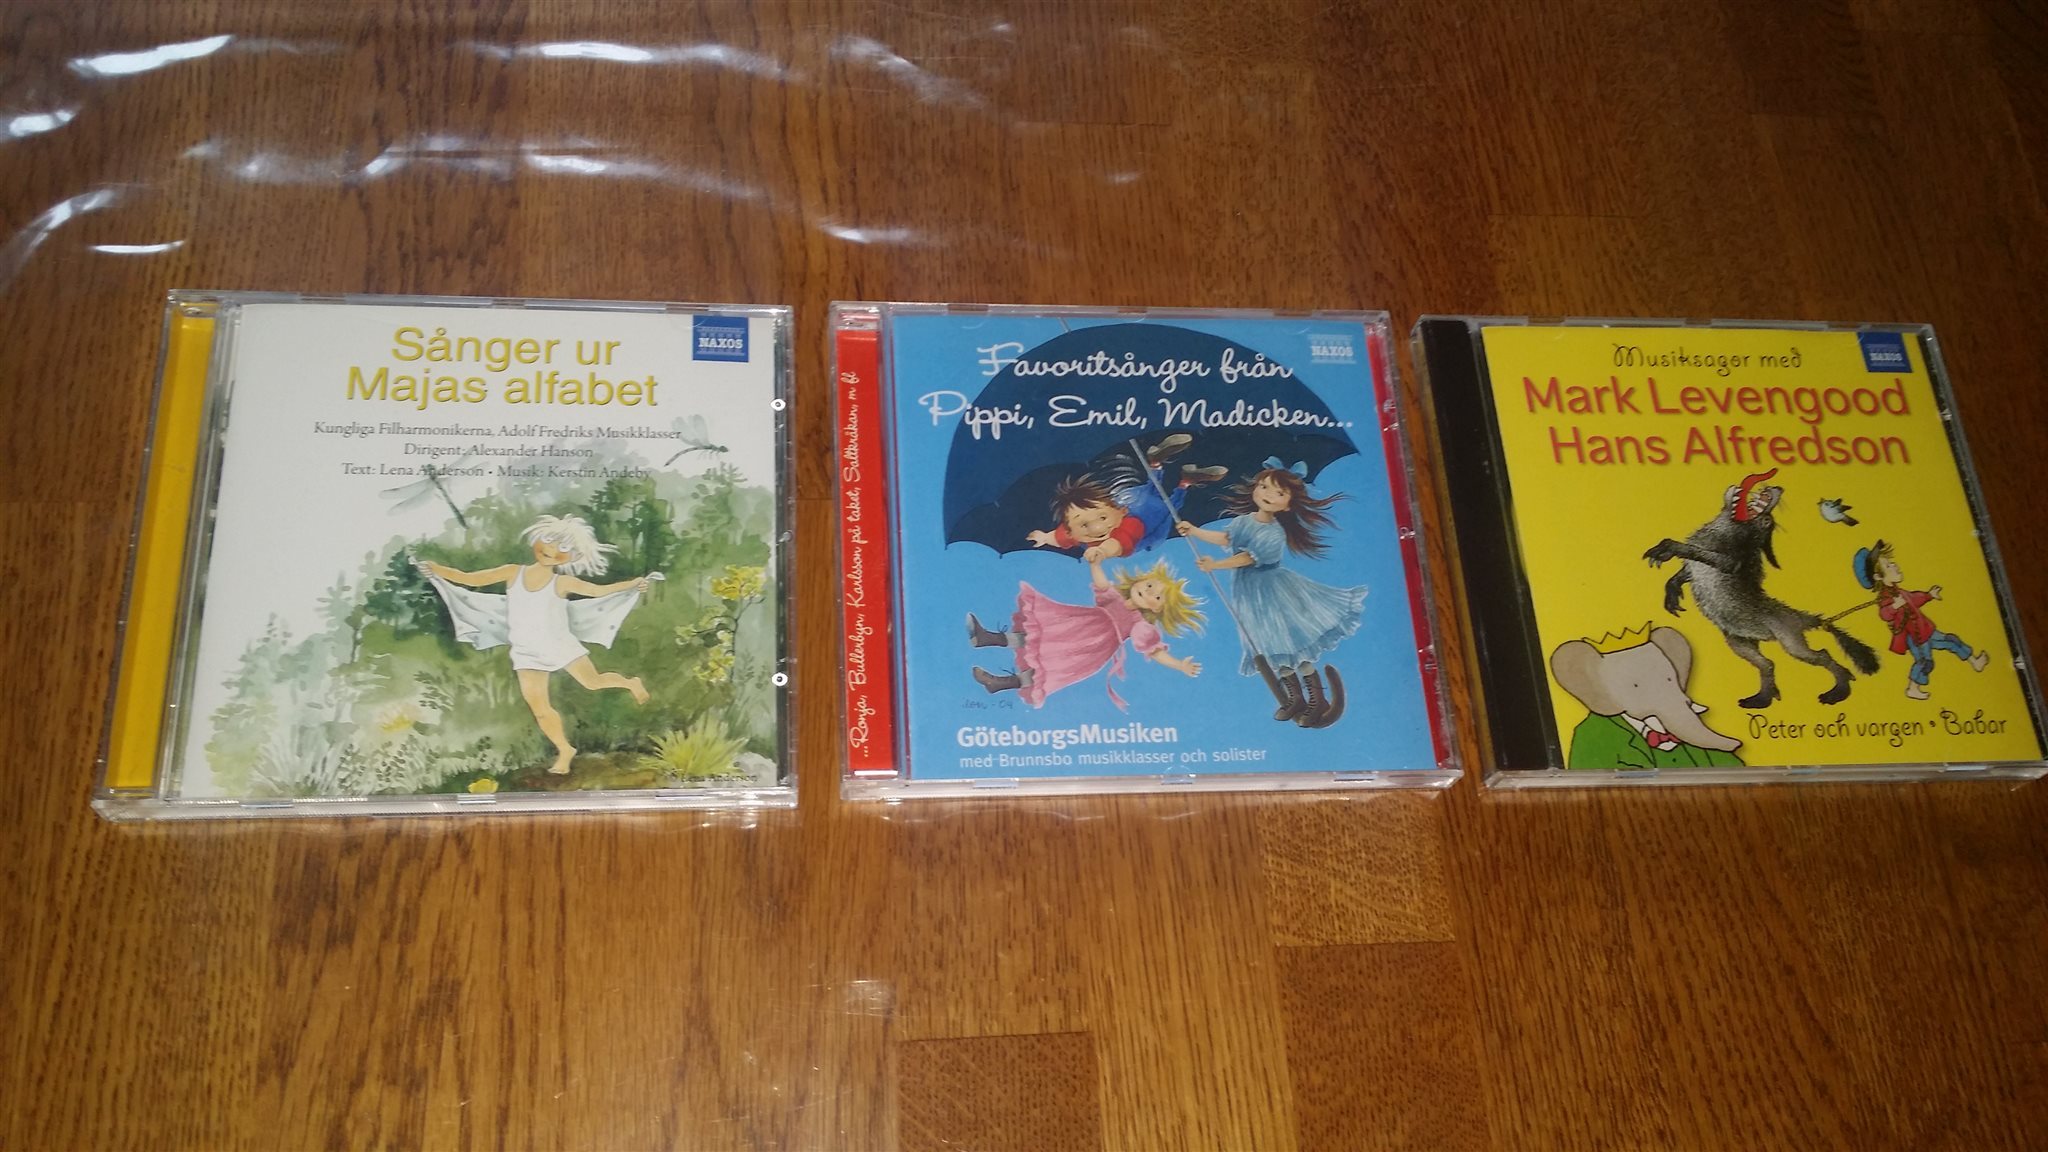 Sånger ur
Majas alfabet
NAXOS
Kungliga Filharmonikerna, Adolf Fredriks Musikklasser
Dirigent: Alexander Hanson
Text: Lena Anderson • Musik: Kerstin Andeby
© Lena Anderson
...Ronja, Bullerbyn, Karlsson på taket, Saltkråkan, m fl
Favoritsånger från
Pippi, Emil, Madicken...
NAXOS
GöteborgsMusiken
med Brunnsbo musikklasser och solister
Musiksagor med
Mark Levengood
Hans Alfredson
NAXOS
Peter och vargen • Babar